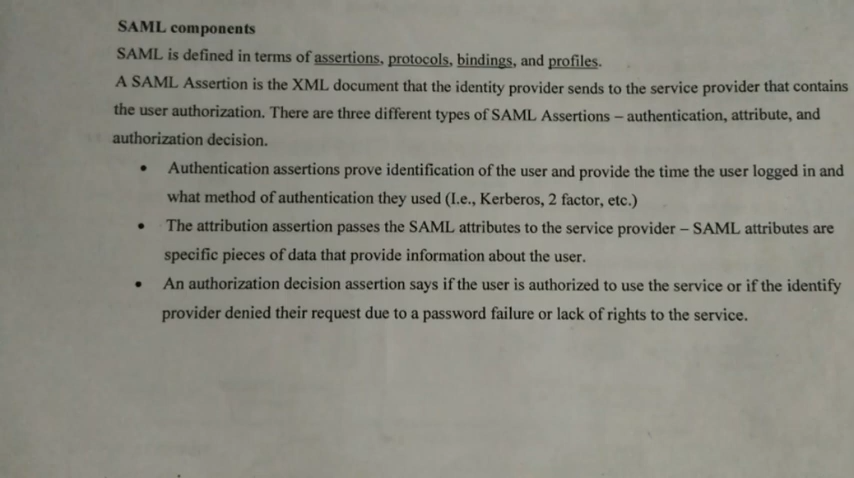 SAML components
SAML is defined in terms of assertions, protocols, bindings, and profiles.
A SAML Assertion is the XML document that the identity provider sends to the service provider that contains
the user authorization. There are three different types of SAML Assertions – authentication, attribute, and
authorization decision.
• Authentication assertions prove identification of the user and provide the time the user logged in and
what method of authentication they used (I.e., Kerberos, 2 factor, etc.)
• The attribution assertion passes the SAML attributes to the service provider – SAML attributes are
specific pieces of data that provide information about the user.
• An authorization decision assertion says if the user is authorized to use the service or if the identify
provider denied their request due to a password failure or lack of rights to the service.